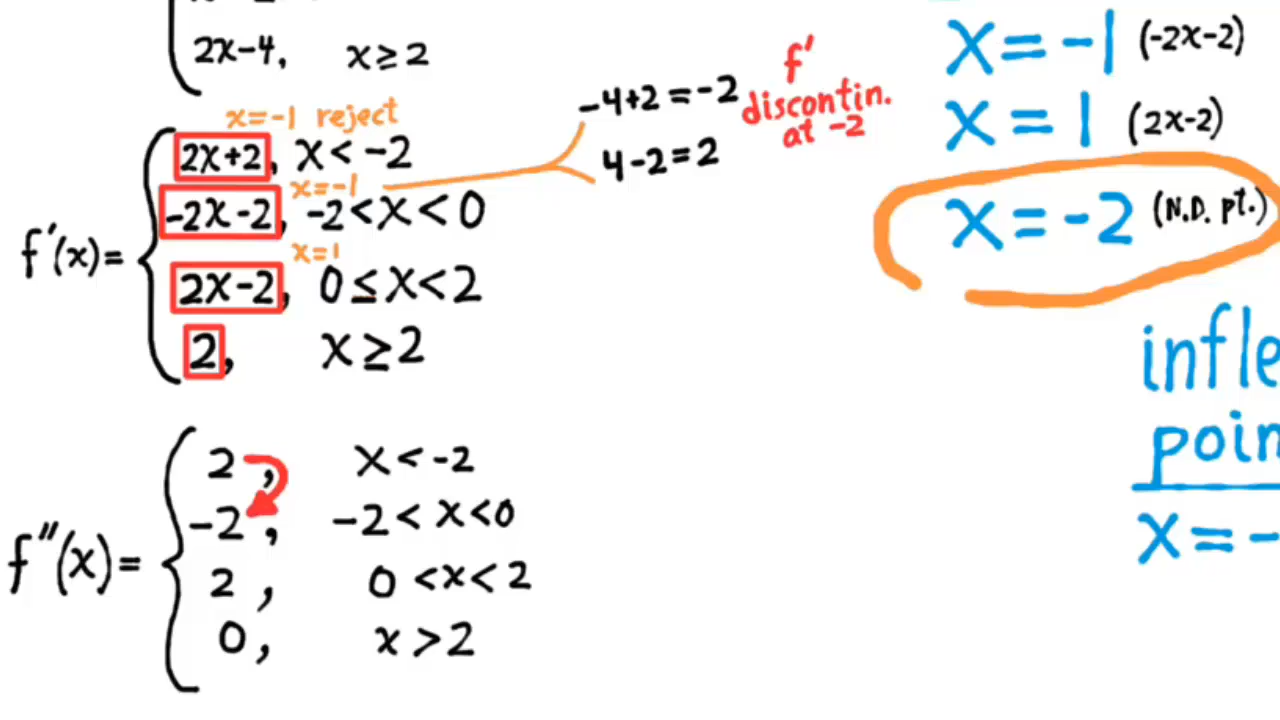 2x-4, x≥2
x=-1 reject
2x+2, x<-2
x=-1
-2x-2, -2<x<0
x=1
f'(x)=
2x-2, 0≤x<2
2, x≥2
-4+2=-2
4-2=2
f'
discontin.
at -2
2, x<-2
-2, -2<x<0
f''(x)=
2, 0<x<2
0, x>2
x=-1 (-2x-2)
x=1 (2x-2)
x=-2 (N.D. pt.)
infle
poin
x=-